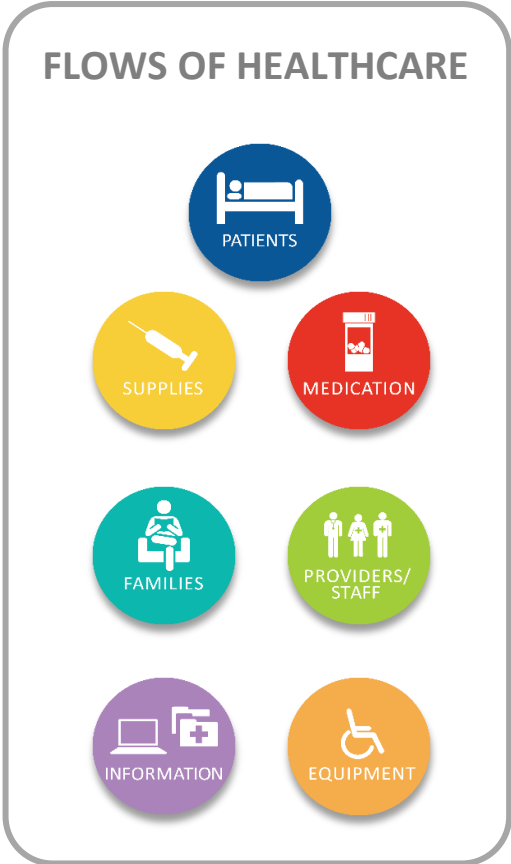 FLOWS OF HEALTHCARE
PATIENTS
SUPPLIES
MEDICATION
FAMILIES
PROVIDERS/
STAFF
INFORMATION
EQUIPMENT